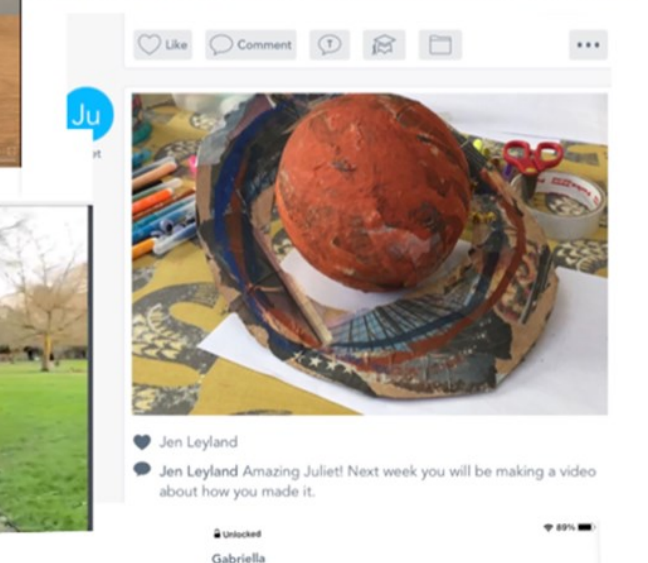 Like
Comment
T
Ju
et
Jen Leyland
Jen Leyland Amazing Juliet! Next week you will be making a video
about how you made it.
Unlocked
89%
Gabriella